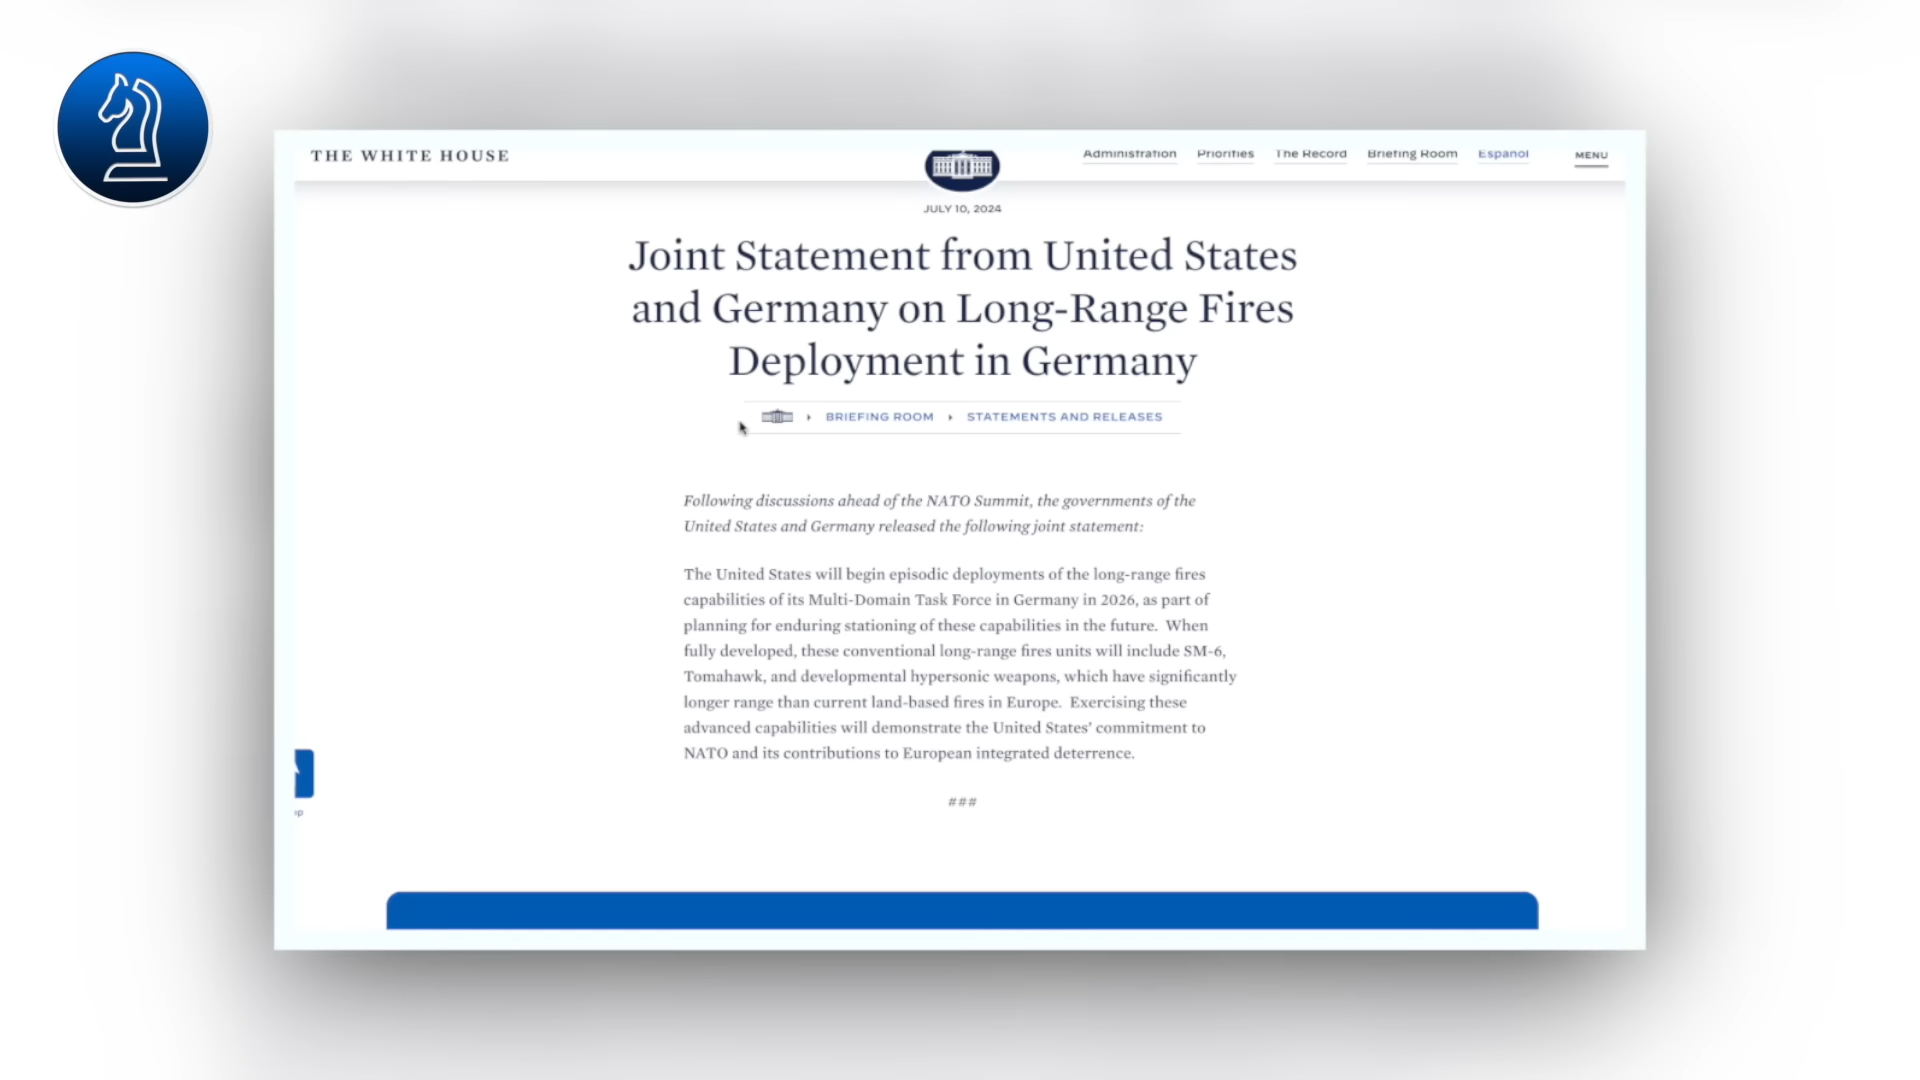 THE WHITE HOUSE
Administration Priorities The Record Briefing Room Español MENU
JULY 10, 2024
Joint Statement from United States
and Germany on Long-Range Fires
Deployment in Germany
BRIEFING ROOM
STATEMENTS AND RELEASES
Following discussions ahead of the NATO Summit, the governments of the
United States and Germany released the following joint statement:
The United States will begin episodic deployments of the long-range fires
capabilities of its Multi-Domain Task Force in Germany in 2026, as part of
planning for enduring stationing of these capabilities in the future. When
fully developed, these conventional long-range fires units will include SM-6,
Tomahawk, and developmental hypersonic weapons, which have significantly
longer range than current land-based fires in Europe. Exercising these
advanced capabilities will demonstrate the United States’ commitment to
NATO and its contributions to European integrated deterrence.
###